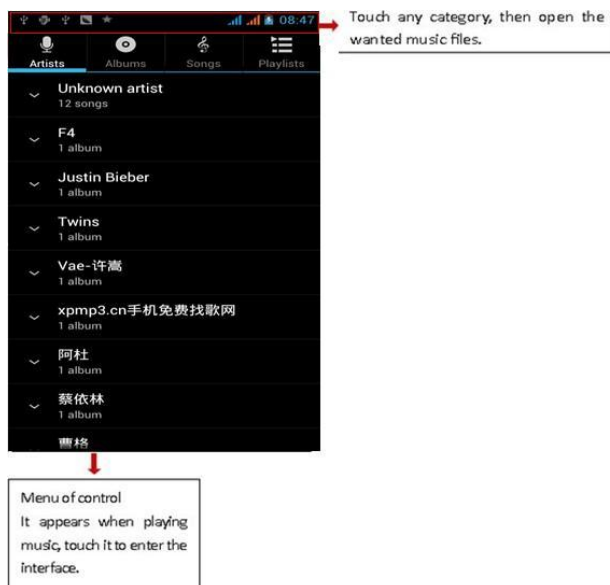 08:47
Touch any category, then open the
wanted music files.
Artists Albums Songs Playlists
Unknown artist
12 songs
F4
1 album
Justin Bieber
1 album
Twins
1 album
Vae-许嵩
1 album
xpmp3.cn手机免费找歌网
1 album
阿杜
1 album
蔡依林
1 album
曹格
Menu of control
It appears when playing
music, touch it to enter the
interface.